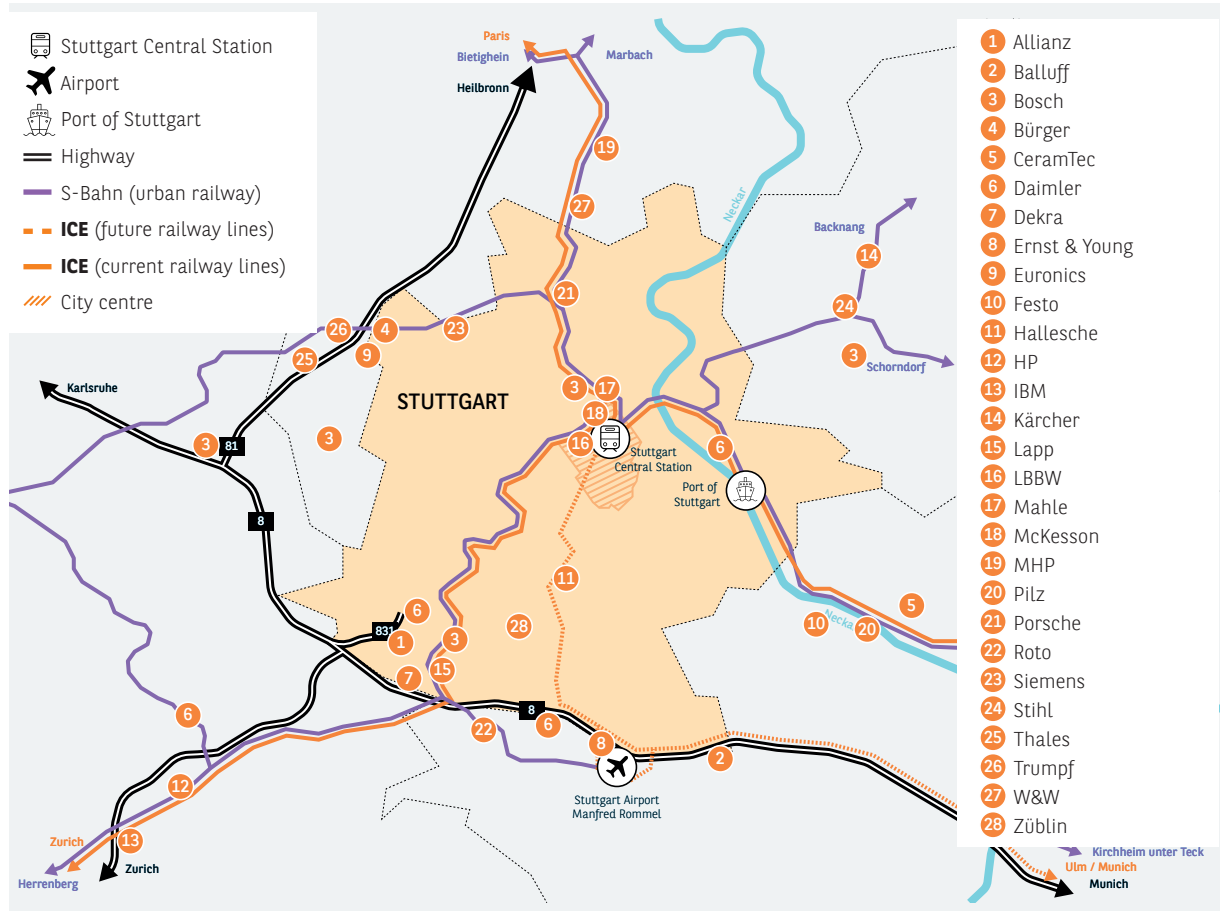 Stuttgart Central Station
Airport
Port of Stuttgart
Highway
S-Bahn (urban railway)
ICE (future railway lines)
ICE (current railway lines)
City centre
Paris
Bietighein
Marbach
Heilbronn
19
27
Neckar
Backnang
14
21
24
26
4
23
25
9
3
Schorndorf
Karlsruhe
STUTTGART
3
17
18
3
81
3
16
6
Stuttgart
Central Station
Port of
Stuttgart
8
11
6
5
831
1
28
10
Necka
20
3
15
7
6
8
22
6
8
2
12
Stuttgart Airport
Manfred Rommel
Zurich
13
Zurich
Herrenberg
1 Allianz
2 Balluff
3 Bosch
4 Bürger
5 CeramTec
6 Daimler
7 Dekra
8 Ernst & Young
9 Euronics
10 Festo
11 Hallesche
12 HP
13 IBM
14 Kärcher
15 Lapp
16 LBBW
17 Mahle
18 McKesson
19 MHP
20 Pilz
21 Porsche
22 Roto
23 Siemens
24 Stihl
25 Thales
26 Trumpf
27 W&W
28 Züblin
Kirchheim unter Teck
Ulm / Munich
Munich